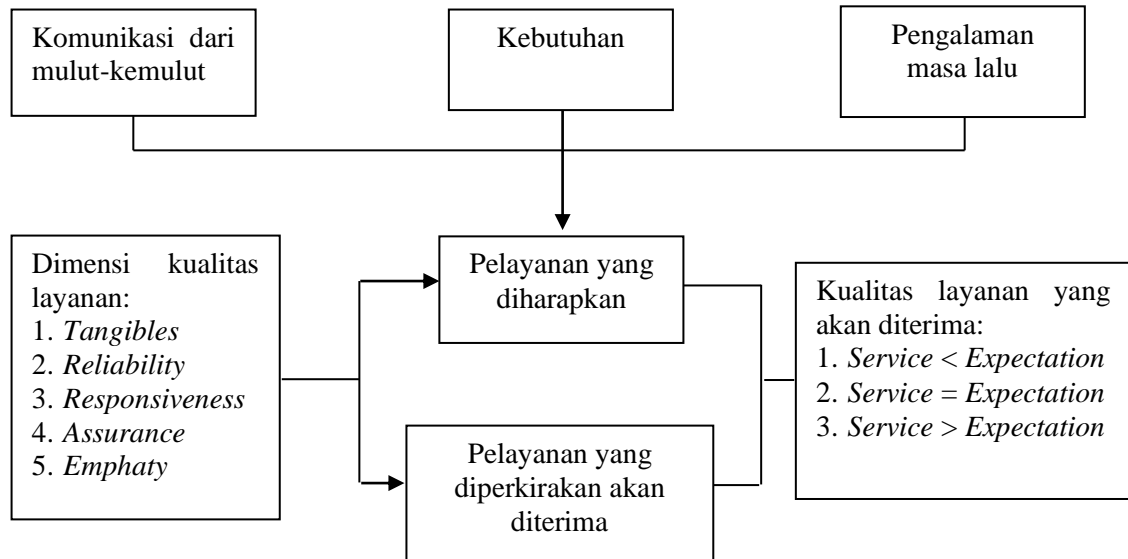 Komunikasi dari
mulut-kemulut
Kebutuhan
Pengalaman
masa lalu
Dimensi kualitas
layanan:
1. Tangibles
2. Reliability
3. Responsiveness
4. Assurance
5. Emphaty
Pelayanan yang
diharapkan
Pelayanan yang
diperkirakan akan
diterima
Kualitas layanan yang
akan diterima:
1. Service < Expectation
2. Service = Expectation
3. Service > Expectation